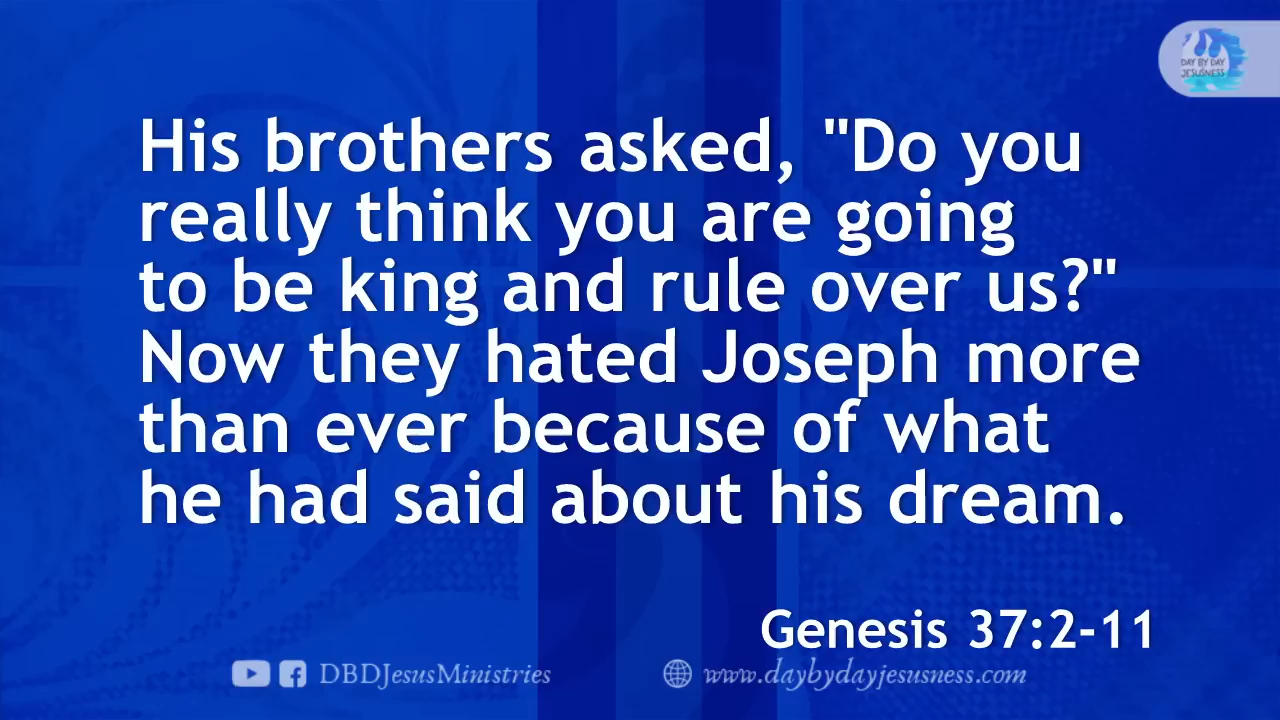 DAY BY DAY
JESUSNESS
His brothers asked, "Do you
really think you are going
to be king and rule over us?"
Now they hated Joseph more
than ever because of what
he had said about his dream.
Genesis 37:2-11
DBDJesusMinistries
www.daybydayjesusness.com